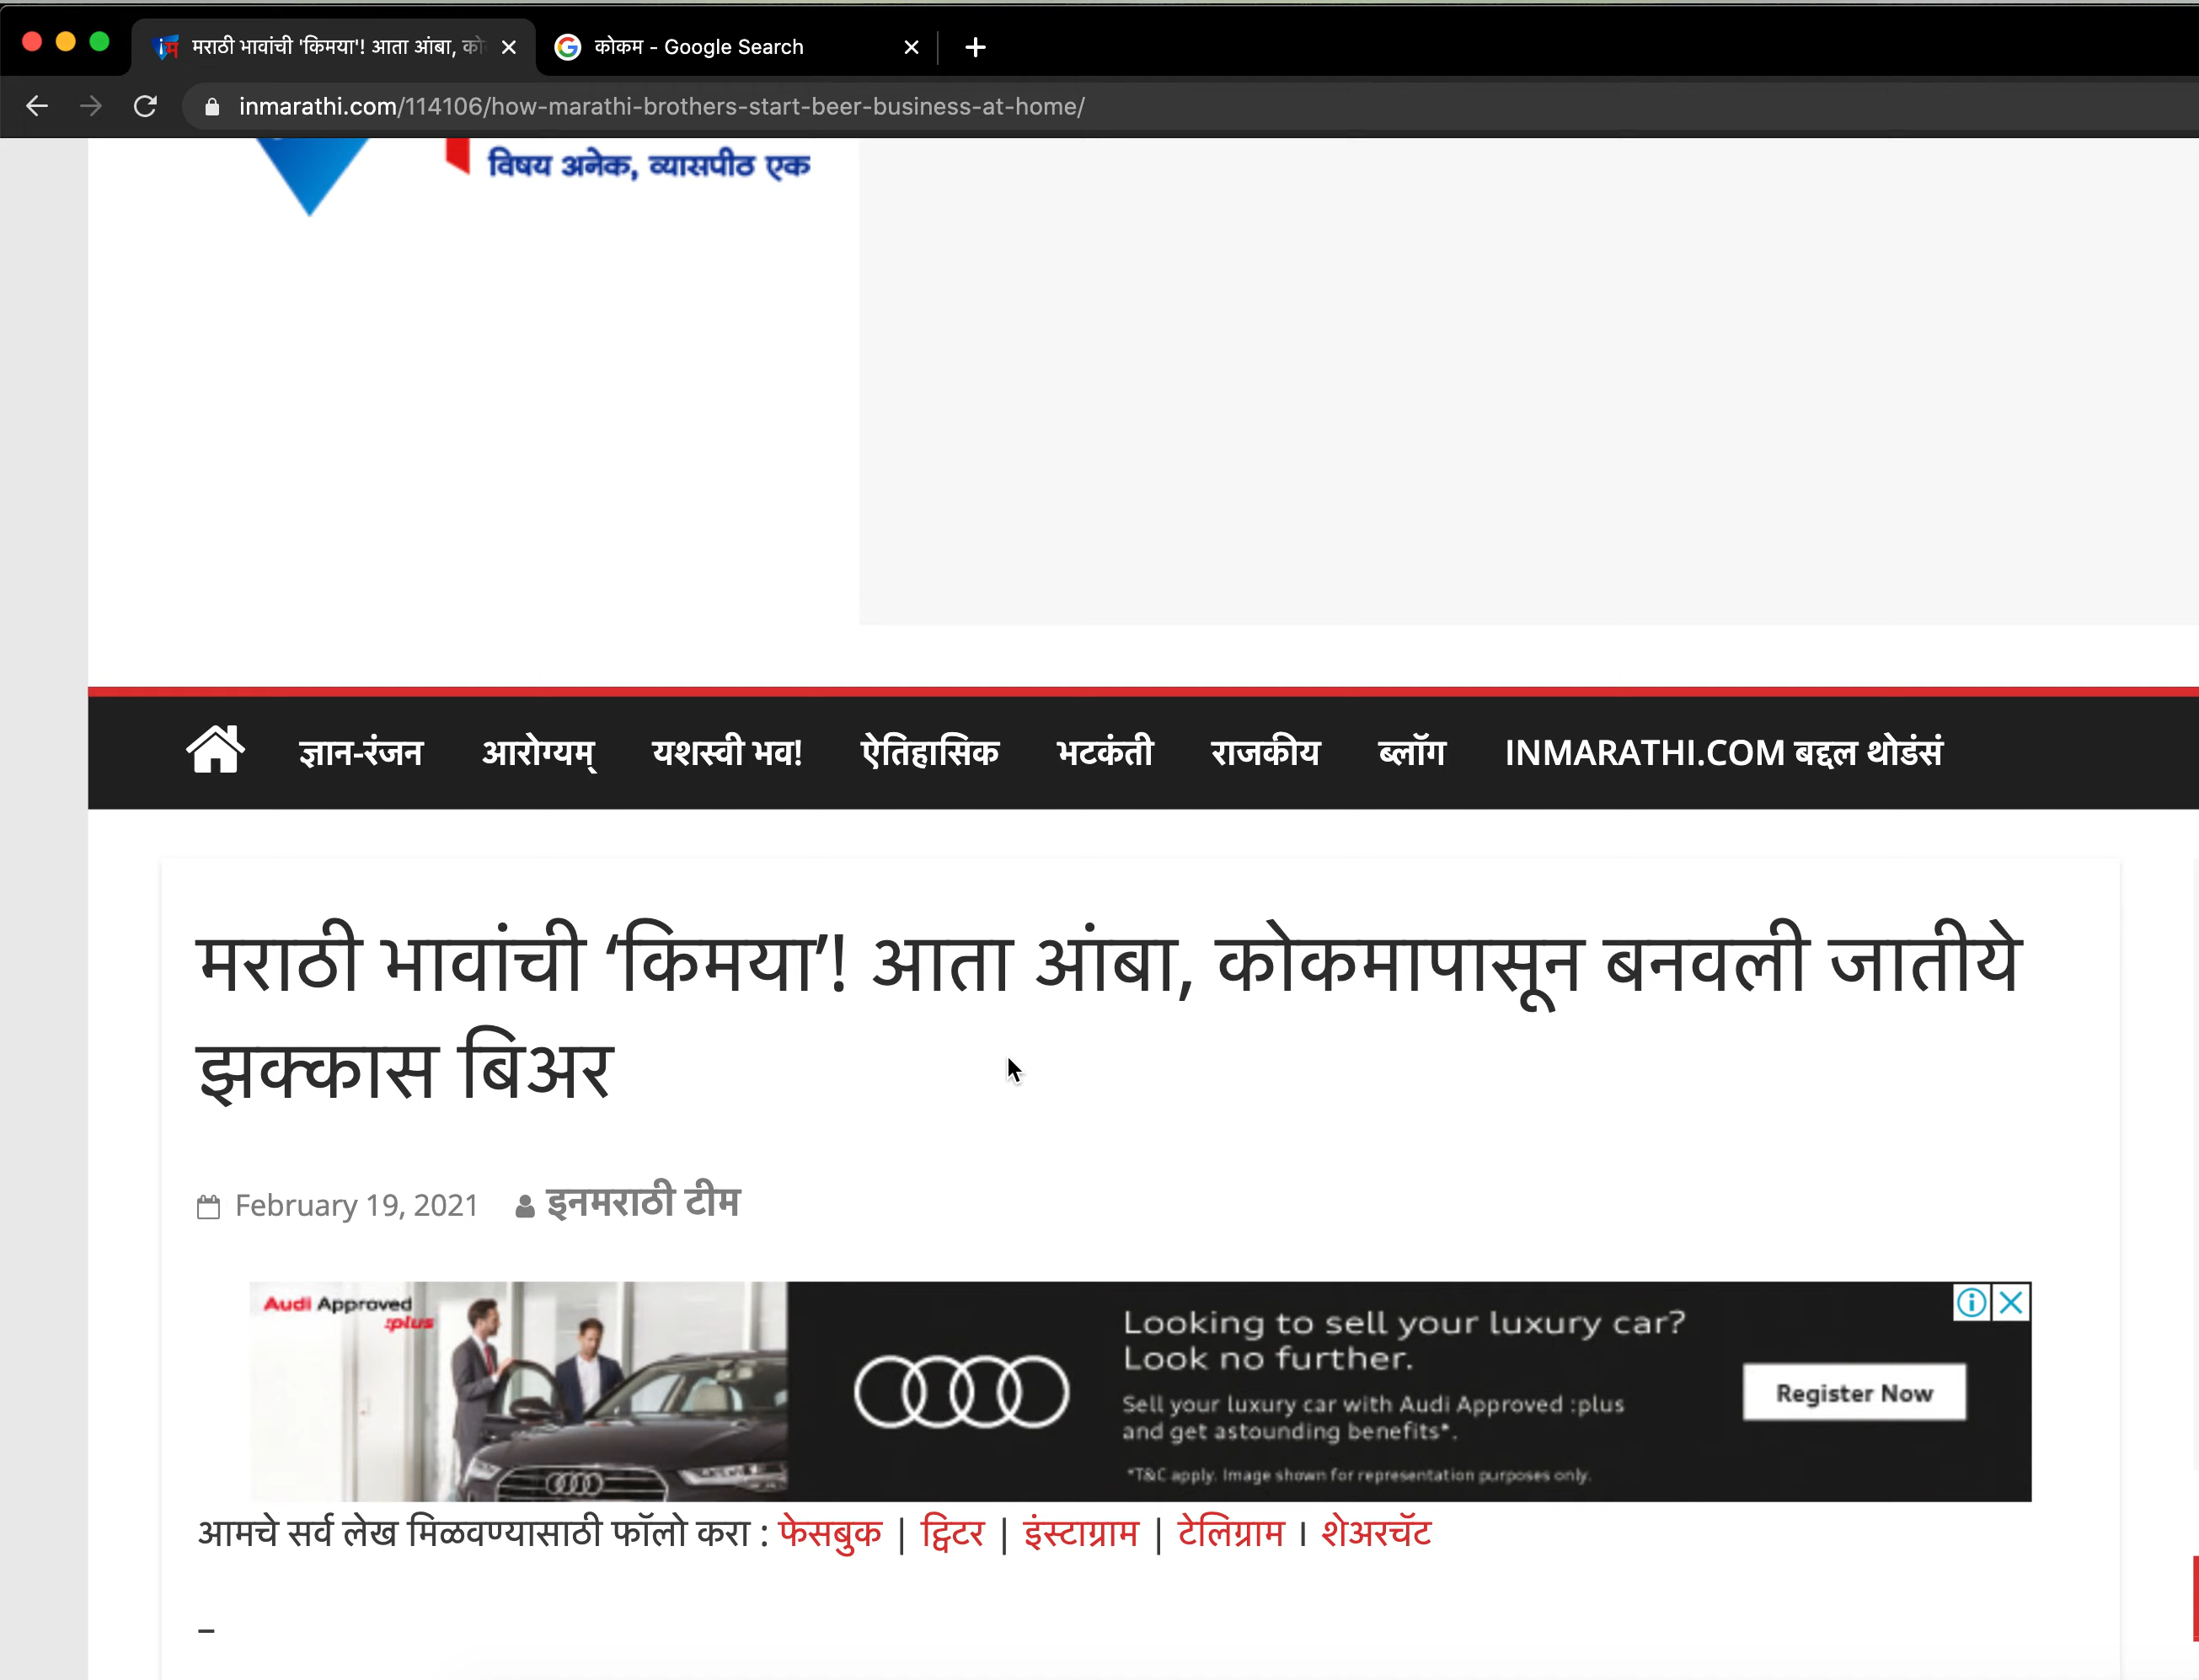 मराठी भावांची 'किमया'! आता आंबा, को
कोकम - Google Search
inmarathi.com/114106/how-marathi-brothers-start-beer-business-at-home/
विषय अनेक, व्यासपीठ एक
ज्ञान-रंजन आरोग्यम् यशस्वी भव! ऐतिहासिक भटकंती राजकीय ब्लॉग INMARATHI.COM बद्दल थोडंसं
मराठी भावांची ‘किमया’! आता आंबा, कोकमापासून बनवली जातीये
झक्कास बिअर
February 19, 2021 इनमराठी टीम
Audi Approved
:plus
Looking to sell your luxury car?
Look no further.
Sell your luxury car with Audi Approved :plus
and get astounding benefits*.
*T&C apply. Image shown for representation purposes only.
Register Now
आमचे सर्व लेख मिळवण्यासाठी फॉलो करा : फेसबुक | ट्विटर | इंस्टाग्राम | टेलिग्राम । शेअरचॅट
–